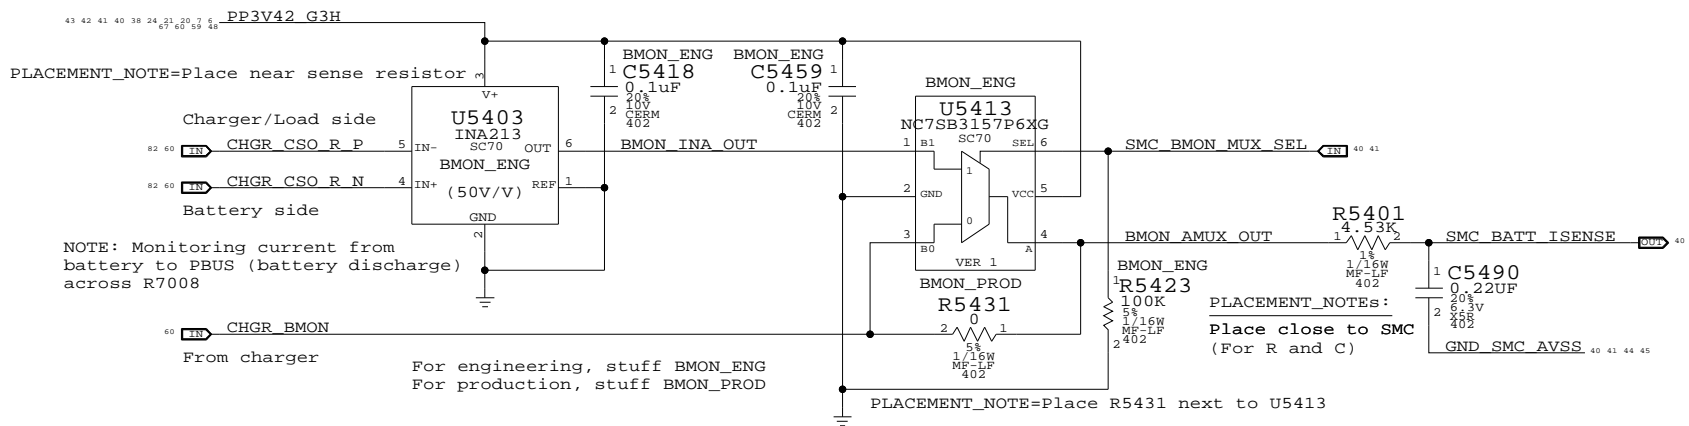 43 42 41 40 38 24 21 20 7 6
67 60 59 48
PP3V42_G3H
PLACEMENT_NOTE=Place near sense resistor
3
V+
U5403
INA213
SC70
BMON_ENG
(50V/V)
Charger/Load side
82 60 IN CHGR_CSO_R_P 5 IN-
82 60 IN CHGR_CSO_R_N 4 IN+
Battery side
OUT 6
REF 1
GND
2
NOTE: Monitoring current from
battery to PBUS (battery discharge)
across R7008
BMON_ENG
1 C5418
0.1uF
20%
10V
2 CERM
402
BMON_ENG
C5459 1
0.1uF
20%
10V
CERM 2
402
BMON_INA_OUT
BMON_ENG
U5413
NC7SB3157P6XG
SC70
1 B1
SEL 6
1
2 GND
VCC 5
0
3 B0
A 4
VER 1
SMC_BMON_MUX_SEL IN 40 41
BMON_AMUX_OUT
R5401
4.53K
1 2
1%
1/16W
MF-LF
402
SMC_BATT_ISENSE OUT 40
BMON_ENG
1 R5423
100K
5%
1/16W
MF-LF
2 402
1 C5490
0.22UF
20%
6.3V
2 X5R
402
GND_SMC_AVSS 40 41 44 45
PLACEMENT_NOTEs:
Place close to SMC
(For R and C)
BMON_PROD
R5431
0
2 1
5%
1/16W
MF-LF
402
60 IN CHGR_BMON
From charger
For engineering, stuff BMON_ENG
For production, stuff BMON_PROD
PLACEMENT_NOTE=Place R5431 next to U5413